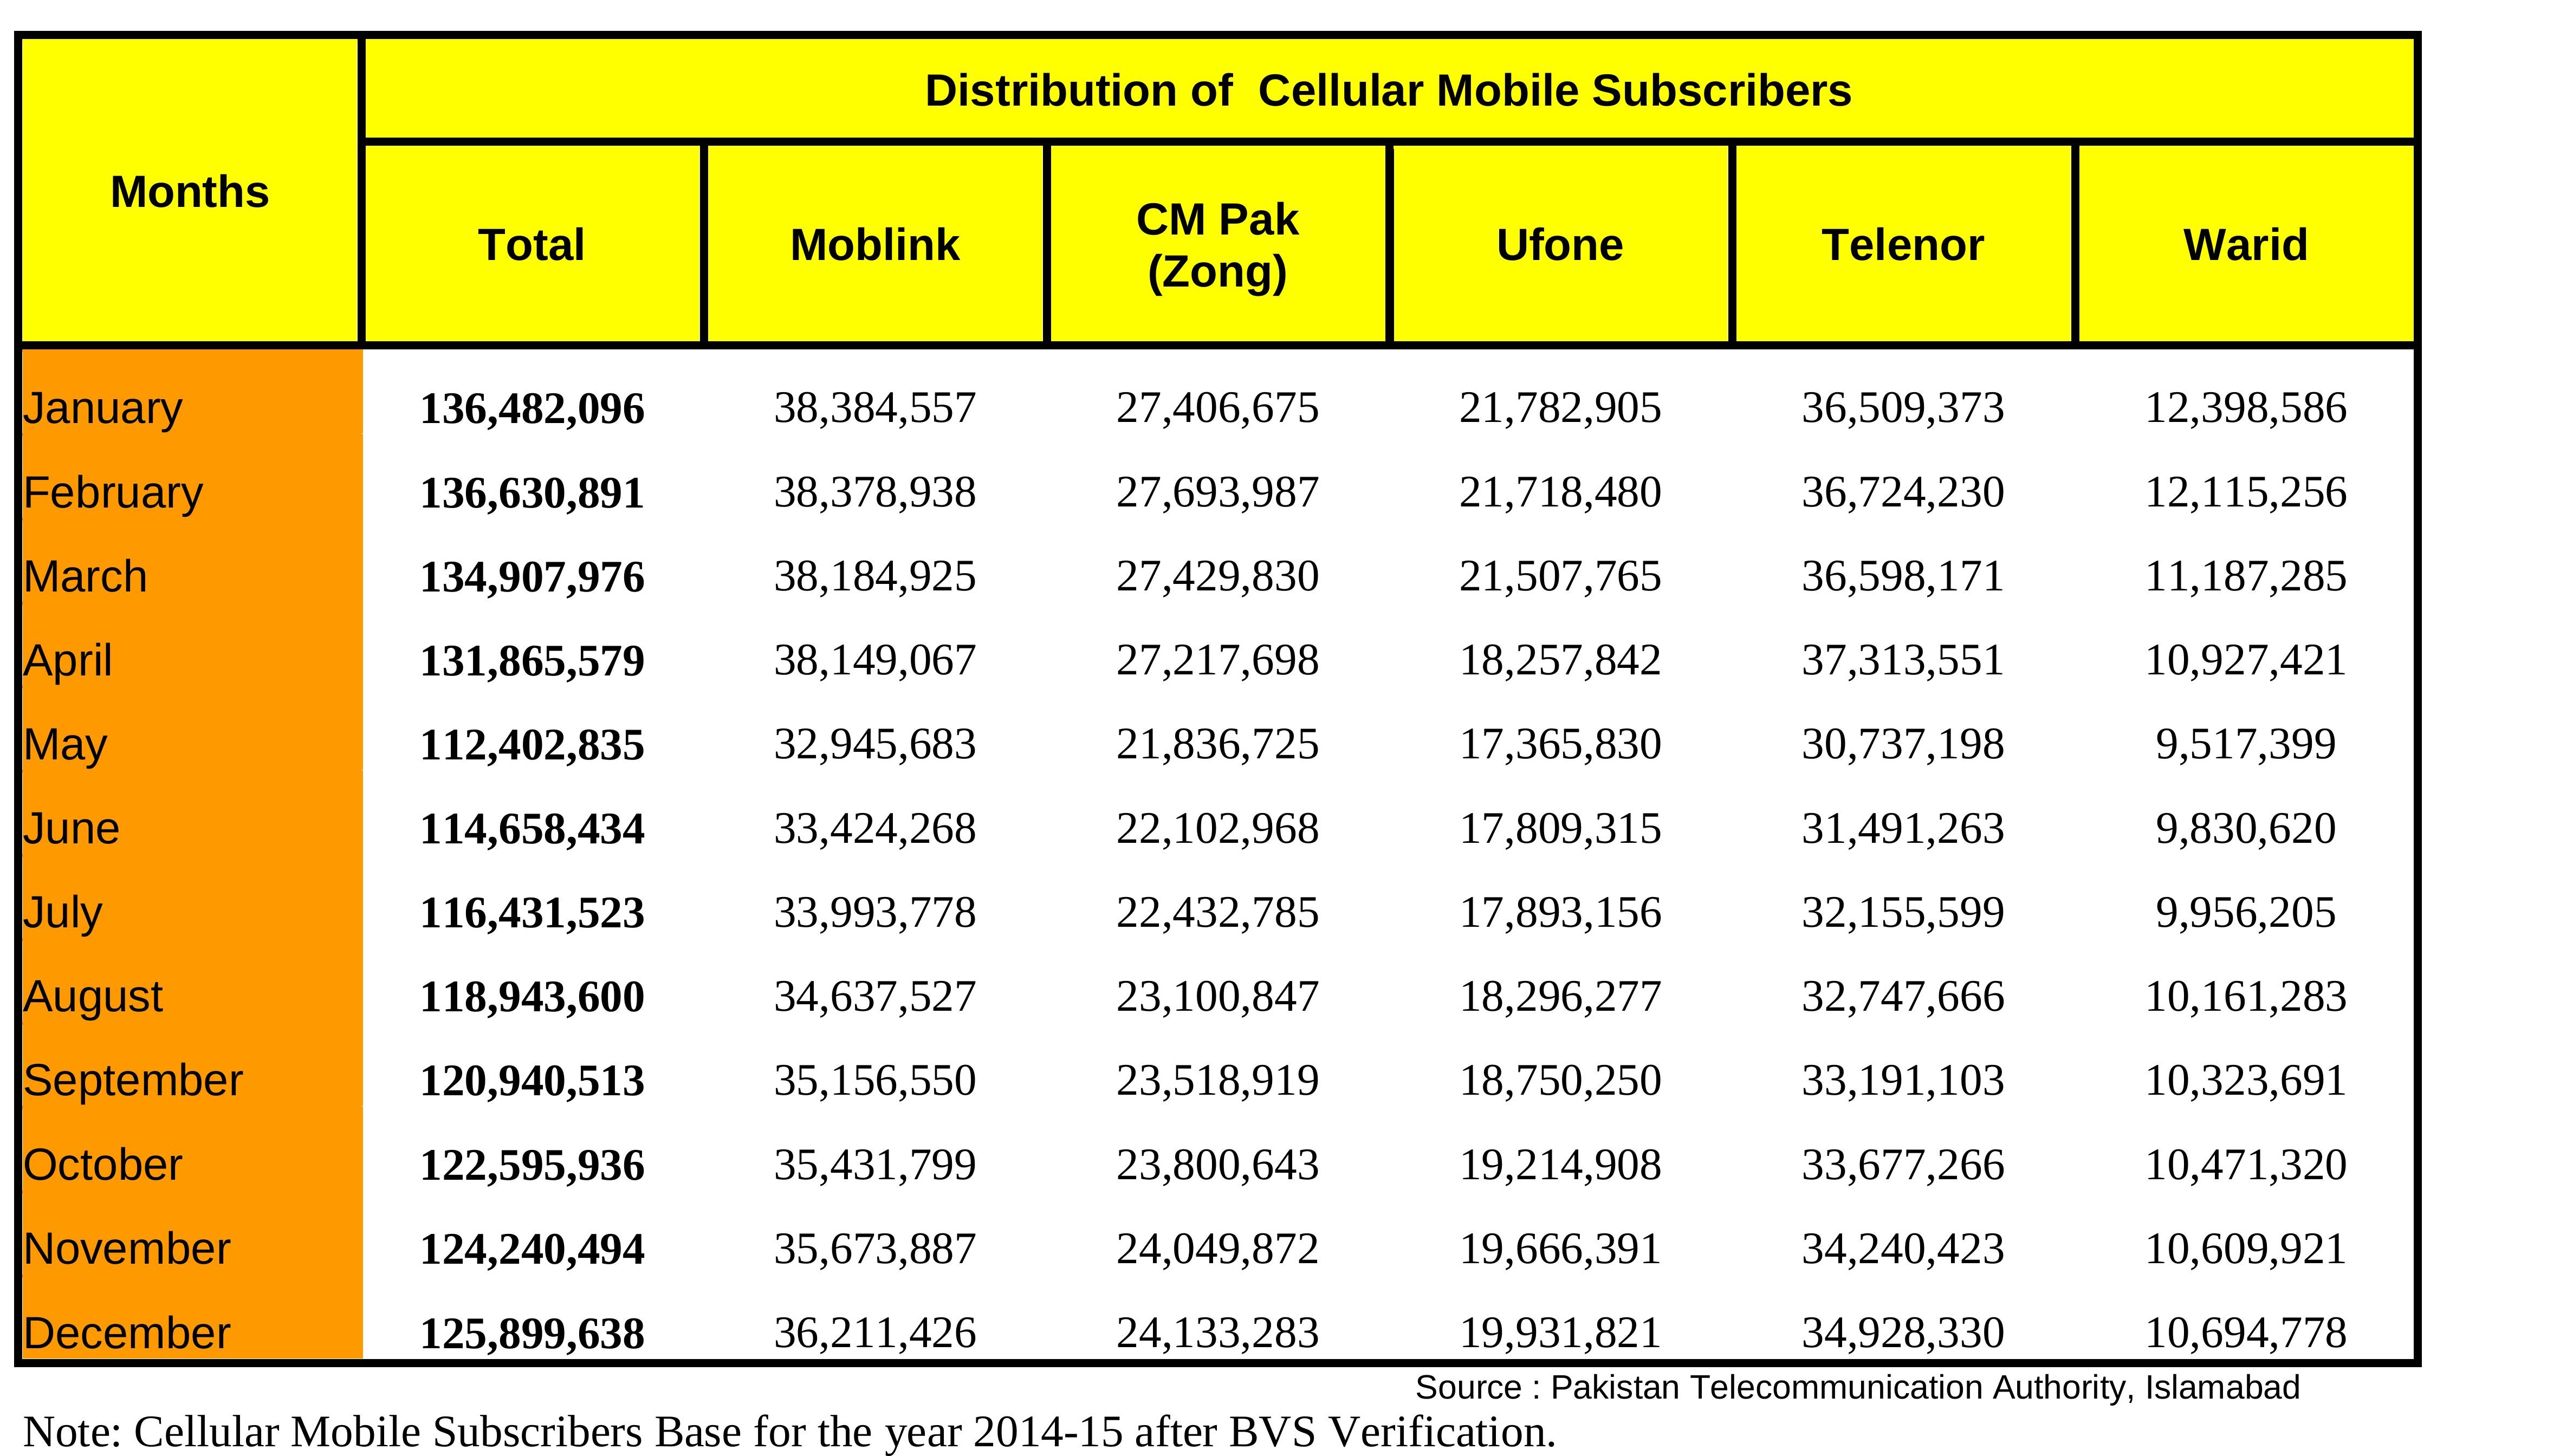 Distribution of  Cellular Mobile Subscribers
Months
Total Moblink CM Pak (Zong) Ufone Telenor Warid
January 136,482,096 38,384,557 27,406,675 21,782,905 36,509,373 12,398,586
February 136,630,891 38,378,938 27,693,987 21,718,480 36,724,230 12,115,256
March 134,907,976 38,184,925 27,429,830 21,507,765 36,598,171 11,187,285
April 131,865,579 38,149,067 27,217,698 18,257,842 37,313,551 10,927,421
May 112,402,835 32,945,683 21,836,725 17,365,830 30,737,198 9,517,399
June 114,658,434 33,424,268 22,102,968 17,809,315 31,491,263 9,830,620
July 116,431,523 33,993,778 22,432,785 17,893,156 32,155,599 9,956,205
August 118,943,600 34,637,527 23,100,847 18,296,277 32,747,666 10,161,283
September 120,940,513 35,156,550 23,518,919 18,750,250 33,191,103 10,323,691
October 122,595,936 35,431,799 23,800,643 19,214,908 33,677,266 10,471,320
November 124,240,494 35,673,887 24,049,872 19,666,391 34,240,423 10,609,921
December 125,899,638 36,211,426 24,133,283 19,931,821 34,928,330 10,694,778
Source : Pakistan Telecommunication Authority, Islamabad
Note: Cellular Mobile Subscribers Base for the year 2014-15 after BVS Verification.